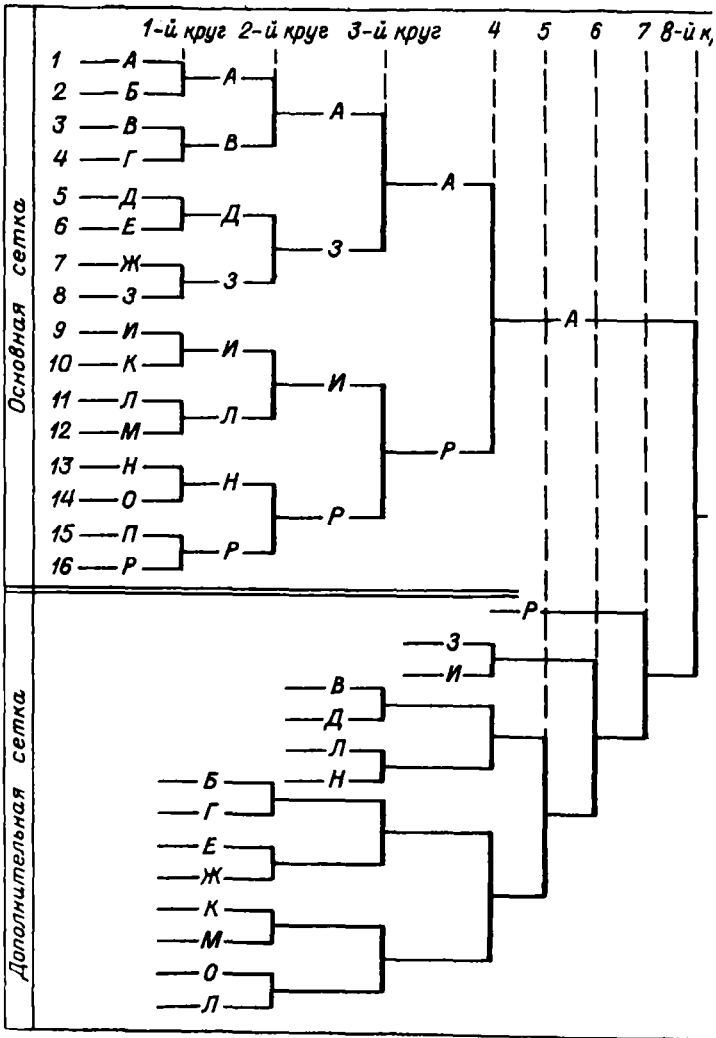 1-й круг 2-й круг 3-й круг 4 5 6 7 8-й к
Основная сетка
1 А
2 Б
3 В
4 Г
5 Д
6 Е
7 Ж
8 З
9 И
10 К
11 Л
12 М
13 Н
14 О
15 П
16 Р
А
В
Д
З
И
Л
Н
Р
А
З
И
Р
А
Р
А
Дополнительная сетка
Р
З
И
В
Д
Л
Н
Б
Г
Е
Ж
К
М
О
Л